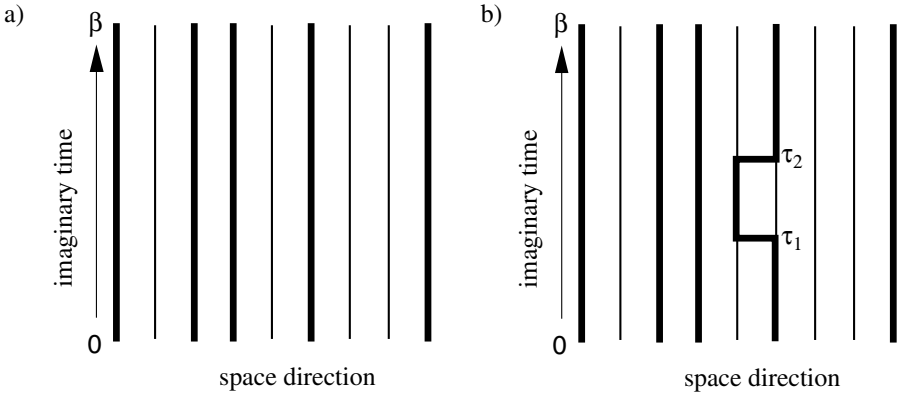 a)
β
imaginary time
0
space direction
b)
β
imaginary time
τ2
τ1
0
space direction